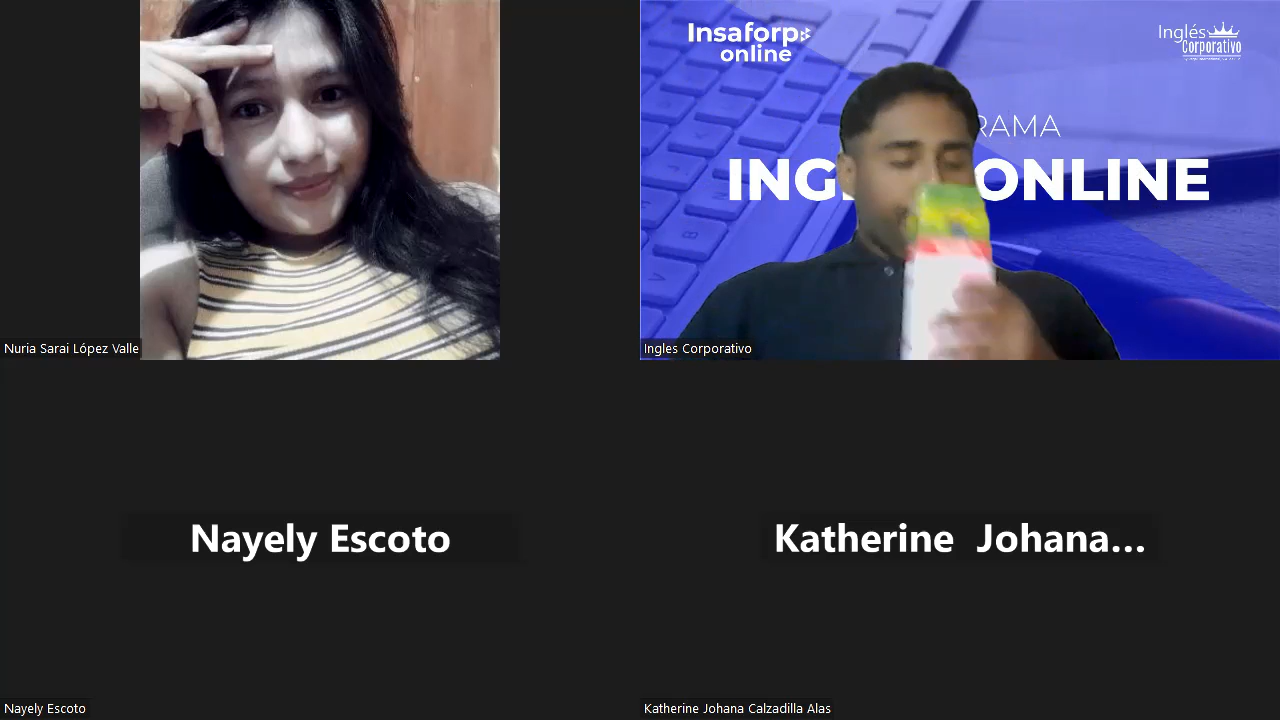 Insaforp
online
Inglés
Corporativo
RAMA
ING ONLINE
Nuria Sarai López Valle
Ingles Corporativo
Nayely Escoto
Katherine Johana...
Nayely Escoto
Katherine Johana Calzadilla Alas